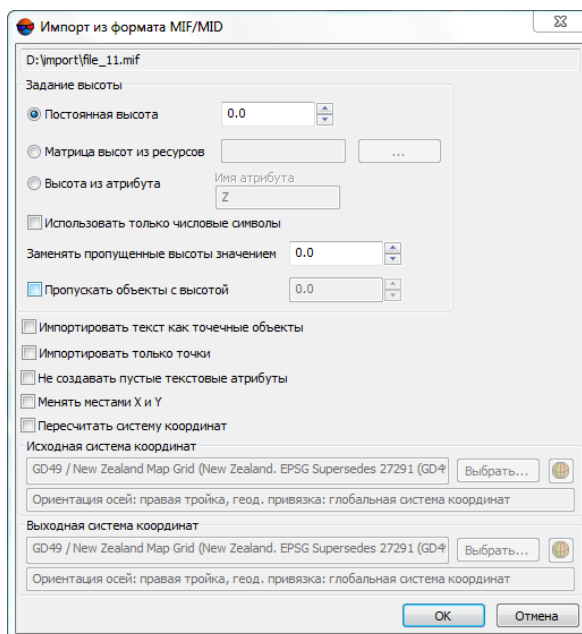 Импорт из формата MIF/MID
D:\import\file_11.mif
Задание высоты
Постоянная высота 0.0
Матрица высот из ресурсов ...
Высота из атрибута Имя атрибута
Z
Использовать только числовые символы
Заменять пропущенные высоты значением 0.0
Пропускать объекты с высотой 0.0
Импортировать текст как точечные объекты
Импортировать только точки
Не создавать пустые текстовые атрибуты
Менять местами X и Y
Пересчитать систему координат
Исходная система координат
GD49 / New Zealand Map Grid (New Zealand. EPSG Supersedes 27291 (GD49 Выбрать...
Ориентация осей: правая тройка, геод. привязка: глобальная система координат
Выходная система координат
GD49 / New Zealand Map Grid (New Zealand. EPSG Supersedes 27291 (GD49 Выбрать...
Ориентация осей: правая тройка, геод. привязка: глобальная система координат
OK Отмена